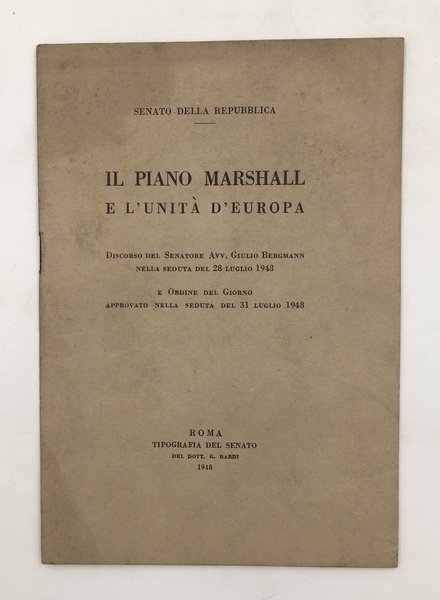 SENATO DELLA REPUBBLICA
IL PIANO MARSHALL
E L'UNITÀ D'EUROPA
DISCORSO DEL SENATORE AVV. GIULIO BERGMANN
NELLA SEDUTA DEL 28 LUGLIO 1948
E ORDINE DEL GIORNO
APPROVATO NELLA SEDUTA DEL 31 LUGLIO 1948
ROMA
TIPOGRAFIA DEL SENATO
DEL DOTT. G. BARDI
1948